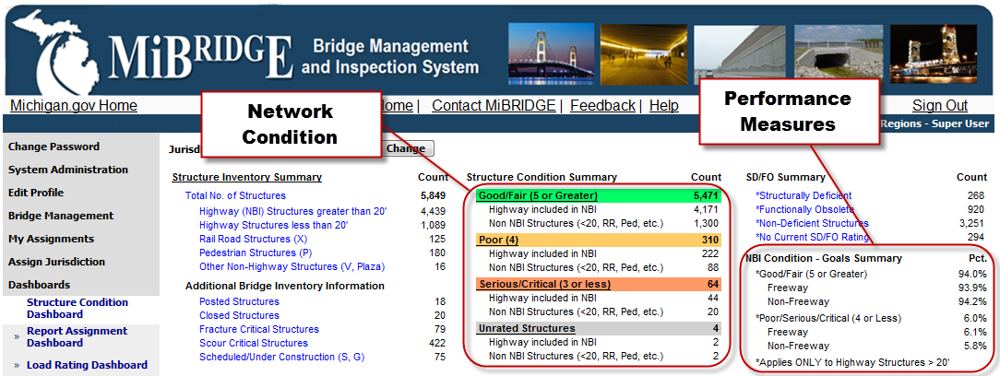 MiBRIDGE
Bridge Management
and Inspection System
Network
Condition
Performance
Measures
Michigan.gov Home
ome | Contact MiBRIDGE | Feedback | Help
Sign Out
Regions - Super User
Change Password
System Administration
Edit Profile
Bridge Management
My Assignments
Assign Jurisdiction
Dashboards
Structure Condition
Dashboard
» Report Assignment
Dashboard
» Load Rating Dashboard
Jurisd
Change
Structure Inventory Summary Count
Total No. of Structures 5,849
Highway (NBI) Structures greater than 20' 4,439
Highway Structures less than 20' 1,089
Rail Road Structures (X) 125
Pedestrian Structures (P) 180
Other Non-Highway Structures (V, Plaza) 16
Additional Bridge Inventory Information
Posted Structures 18
Closed Structures 20
Fracture Critical Structures 79
Scour Critical Structures 422
Scheduled/Under Construction (S, G) 75
Structure Condition Summary Count
Good/Fair (5 or Greater) 5,471
Highway included in NBI 4,171
Non NBI Structures (<20, RR, Ped, etc.) 1,300
Poor (4) 310
Highway included in NBI 222
Non NBI Structures (<20, RR, Ped, etc.) 88
Serious/Critical (3 or less) 64
Highway included in NBI 44
Non NBI Structures (<20, RR, Ped, etc.) 20
Unrated Structures 4
Highway included in NBI 2
Non NBI Structures (<20, RR, Ped, etc.) 2
SD/FO Summary Count
*Structurally Deficient 268
*Functionally Obsolete 920
*Non-Deficient Structures 3,251
*No Current SD/FO Rating 294
NBI Condition - Goals Summary Pct.
*Good/Fair (5 or Greater) 94.0%
Freeway 93.9%
Non-Freeway 94.2%
*Poor/Serious/Critical (4 or Less) 6.0%
Freeway 6.1%
Non-Freeway 5.8%
*Applies ONLY to Highway Structures > 20'